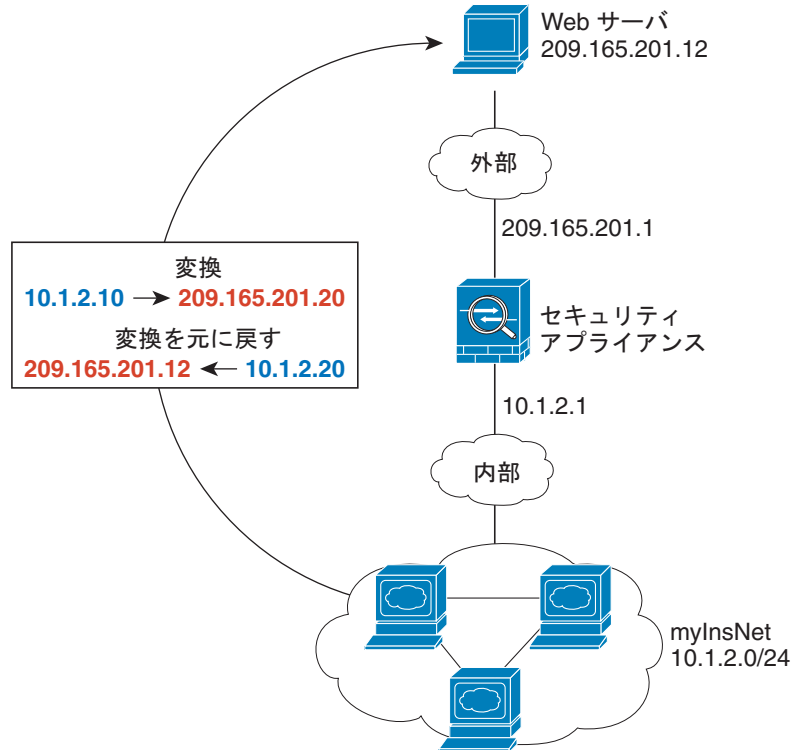 Web サーバ
209.165.201.12
外部
209.165.201.1
変換
10.1.2.10 → 209.165.201.20
変換を元に戻す
209.165.201.12 ← 10.1.2.20
セキュリティ
アプライアンス
10.1.2.1
内部
myInsNet
10.1.2.0/24